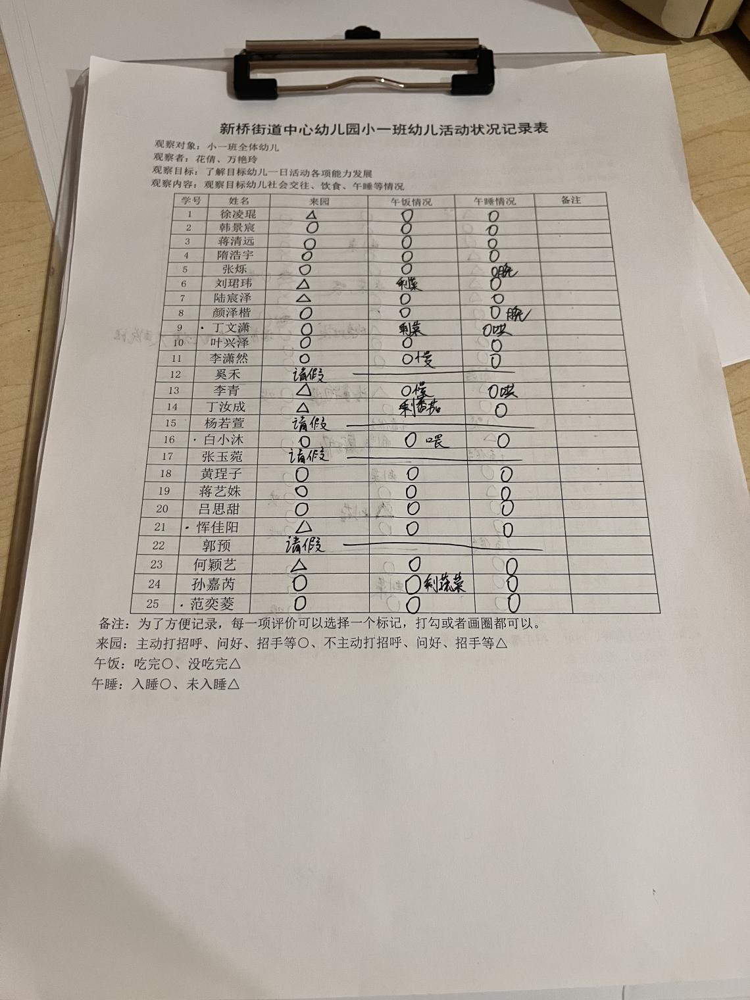 新桥街道中心幼儿园小一班幼儿活动状况记录表
观察对象：小一班全体幼儿
观察者：花倩、万艳玲
观察目标：了解目标幼儿一日活动各项能力发展
观察内容：观察目标幼儿社会交往、饮食、午睡等情况
学号 姓名 来园 午饭情况 午睡情况 备注
1 徐凌琨 △ ○ ○
2 韩景宸 ○ ○ ○
3 蒋清远 ○ ○ ○
4 隋浩宇 ○ ○ ○
5 张烁 ○ ○ ○晚
6 刘珺玮 △ 剩菜 ○
7 陆宸泽 △ ○ ○
8 颜泽楷 ○ ○ ○晚
9 · 丁文潇 ○ 剩菜 ○哄
10 叶兴泽 ○ ○ ○
11 李潇然 ○ ○慢 ○
12 奚禾 请假
13 李青 △ ○慢 ○哄
14 丁汝成 △ 剩番茄 ○
15 杨若萱 请假
16 · 白小沐 ○ ○ 喂 ○
17 张玉菀 请假
18 黄珵子 ○ ○ ○
19 蒋艺姝 ○ ○ ○
20 吕思甜 ○ ○ ○
21 · 恽佳阳 △ ○ ○
22 郭预 请假
23 何颖艺 △ ○ ○
24 孙嘉芮 ○ ○剩蔬菜 ○
25 · 范奕菱 ○ ○ ○
备注：为了方便记录，每一项评价可以选择一个标记，打勾或者画圈都可以。
来园：主动打招呼、问好、招手等○、不主动打招呼、问好、招手等△
午饭：吃完○、没吃完△
午睡：入睡○、未入睡△